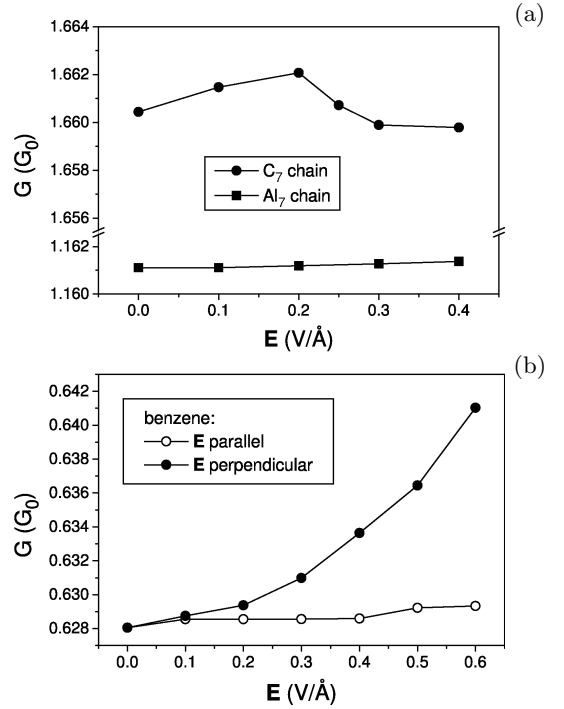 (a)
1.664
1.662
1.660
1.658
1.656
1.162
1.160
G (G₀)
C₇ chain
Al₇ chain
0.0 0.1 0.2 0.3 0.4
E (V/Å)
(b)
0.642
0.640
0.638
0.636
0.634
0.632
0.630
0.628
G (G₀)
benzene:
E parallel
E perpendicular
0.0 0.1 0.2 0.3 0.4 0.5 0.6
E (V/Å)